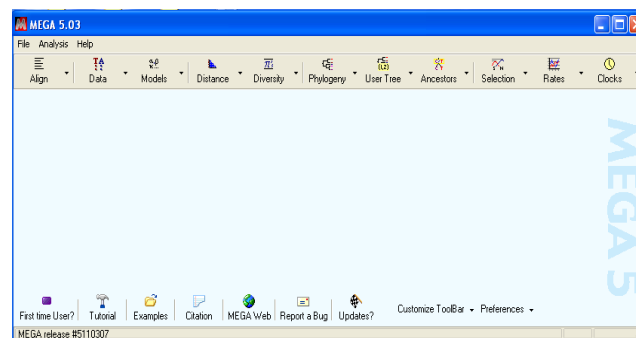 MEGA 5.03
File Analysis Help
Align Data Models Distance Diversity Phylogeny User Tree Ancestors Selection Rates Clocks
MEGA 5
First time User? Tutorial Examples Citation MEGA Web Report a Bug Updates? Customize ToolBar Preferences
MEGA release #5110307